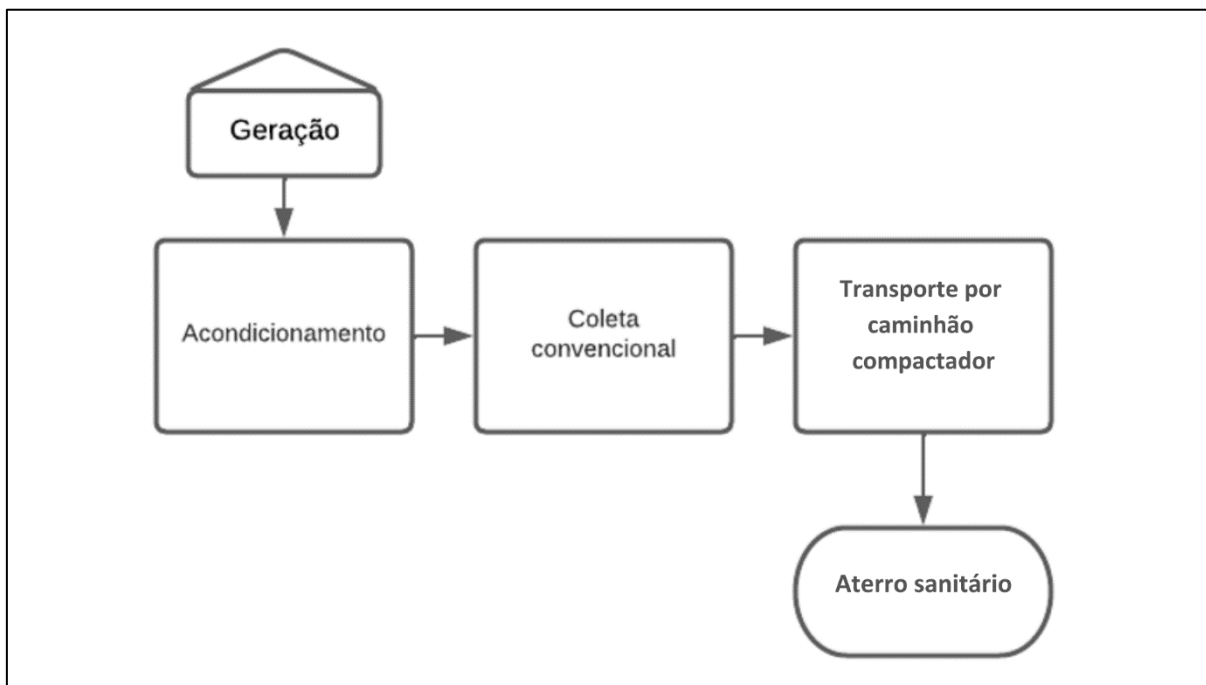 Geração
Acondicionamento
Coleta
convencional
Transporte por
caminhão
compactador
Aterro sanitário